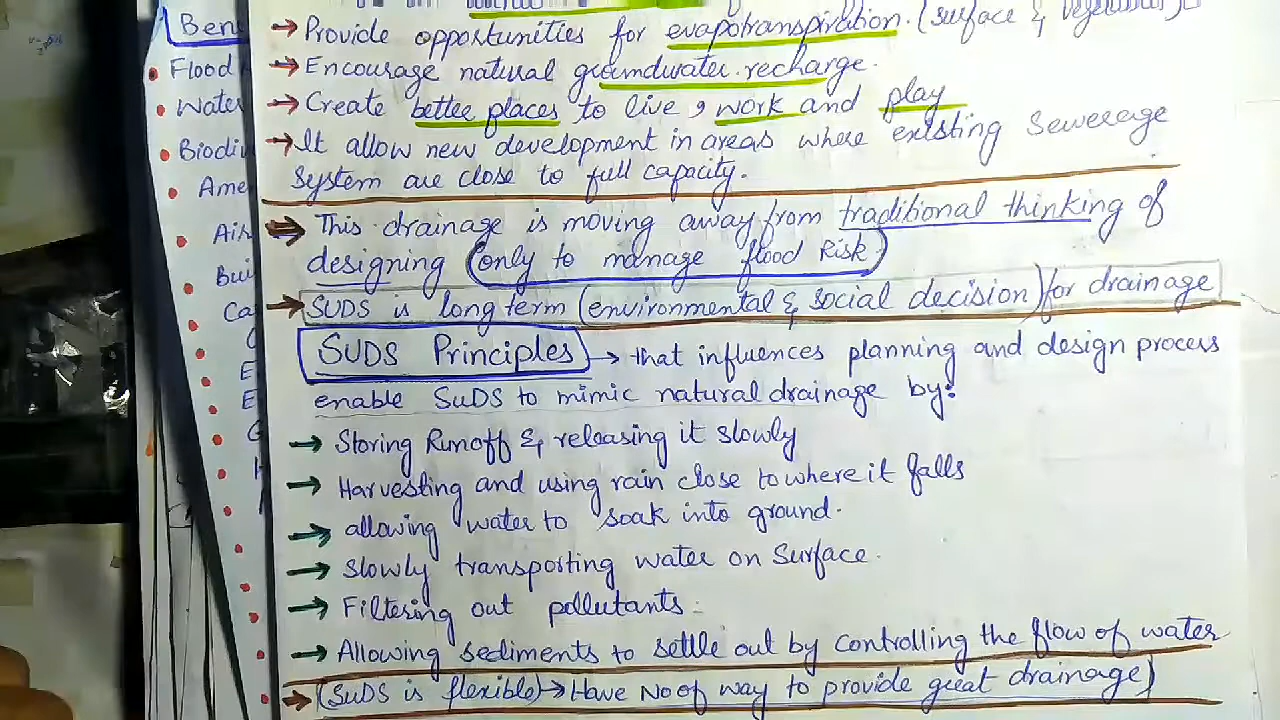 Bene
Flood
Water
Biodi
Ame
Air
Bui
Ca
→ Provide opportunities for evapotranspiration. (surface &
→ Encourage natural groundwater recharge.
→ Create better places to live, work and play
→ It allow new development in areas where existing sewerage
system are close to full capacity.
⇒ This drainage is moving away from traditional thinking of
designing (only to manage flood Risk)
→ SUDS is long term (environmental & social decision) for drainage
SUDS Principles → that influences planning and design process
enable SuDS to mimic natural drainage by:
→ Storing Runoff & releasing it slowly
→ Harvesting and using rain close to where it falls
→ allowing water to soak into ground.
→ Slowly transporting water on Surface.
→ Filtering out pollutants.
→ Allowing sediments to settle out by controlling the flow of water
→ (SuDS is flexible) → Have No of way to provide great drainage)